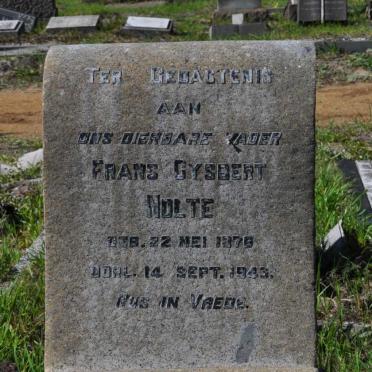 TER GEDAGTENIS
AAN
ONS DIERBARE VADER
FRANS GYSBERT
NOLTE
GEB. 22 MEI 1878
OORL. 14 SEPT. 1943.
RUS IN VREDE.